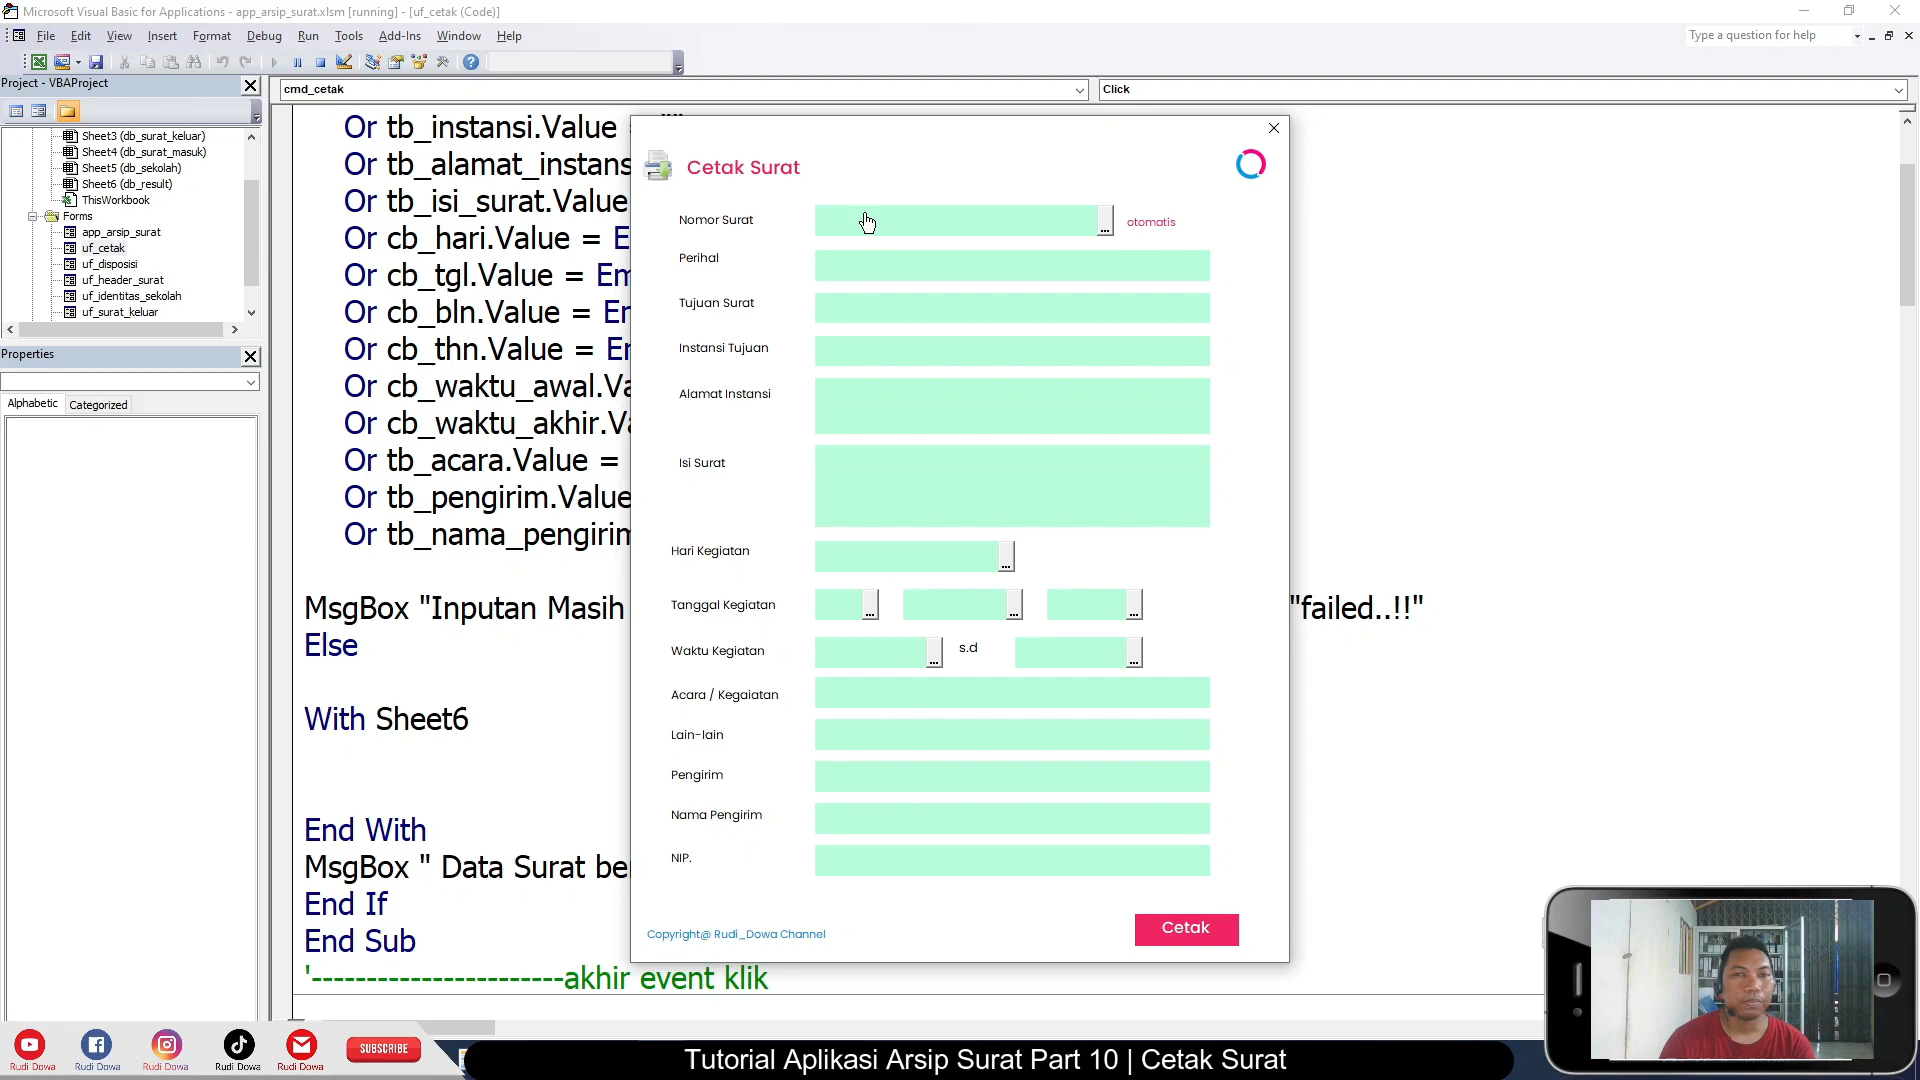 Microsoft Visual Basic for Applications - app_arsip_surat.xlsm [running] - [uf_cetak (Code)]
File Edit View Insert Format Debug Run Tools Add-Ins Window Help
Type a question for help
Project - VBAProject
cmd_cetak
Click
Sheet3 (db_surat_keluar)
Sheet4 (db_surat_masuk)
Sheet5 (db_sekolah)
Sheet6 (db_result)
ThisWorkbook
Forms
app_arsip_surat
uf_cetak
uf_disposisi
uf_header_surat
uf_identitas_sekolah
uf_surat_keluar
Properties
Alphabetic Categorized
Or tb_instansi.Value
Or tb_alamat_instans
Or tb_isi_surat.Value
Or cb_hari.Value = E
Or cb_tgl.Value = Em
Or cb_bln.Value = Er
Or cb_thn.Value = Er
Or cb_waktu_awal.Va
Or cb_waktu_akhir.Va
Or tb_acara.Value =
Or tb_pengirim.Value
Or tb_nama_pengirim
MsgBox "Inputan Masih
"failed..!!"
Else
With Sheet6
End With
MsgBox " Data Surat ber
End If
End Sub
'-----------------------akhir event klik
Cetak Surat
Nomor Surat
... otomatis
Perihal
Tujuan Surat
Instansi Tujuan
Alamat Instansi
Isi Surat
Hari Kegiatan ...
Tanggal Kegiatan ... ... ...
Waktu Kegiatan ... s.d ...
Acara / Kegaiatan
Lain-lain
Pengirim
Nama Pengirim
NIP.
Copyright@ Rudi_Dowa Channel
Cetak
Rudi Dowa Rudi Dowa Rudi Dowa Rudi Dowa Rudi Dowa
SUBSCRIBE
Tutorial Aplikasi Arsip Surat Part 10 | Cetak Surat